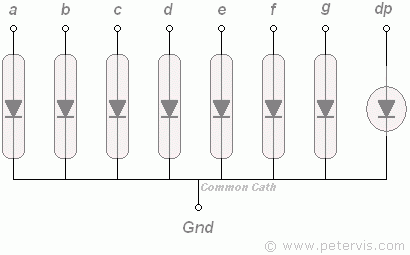 a b c d e f g dp
Common Cath
Gnd
© www.petervis.com